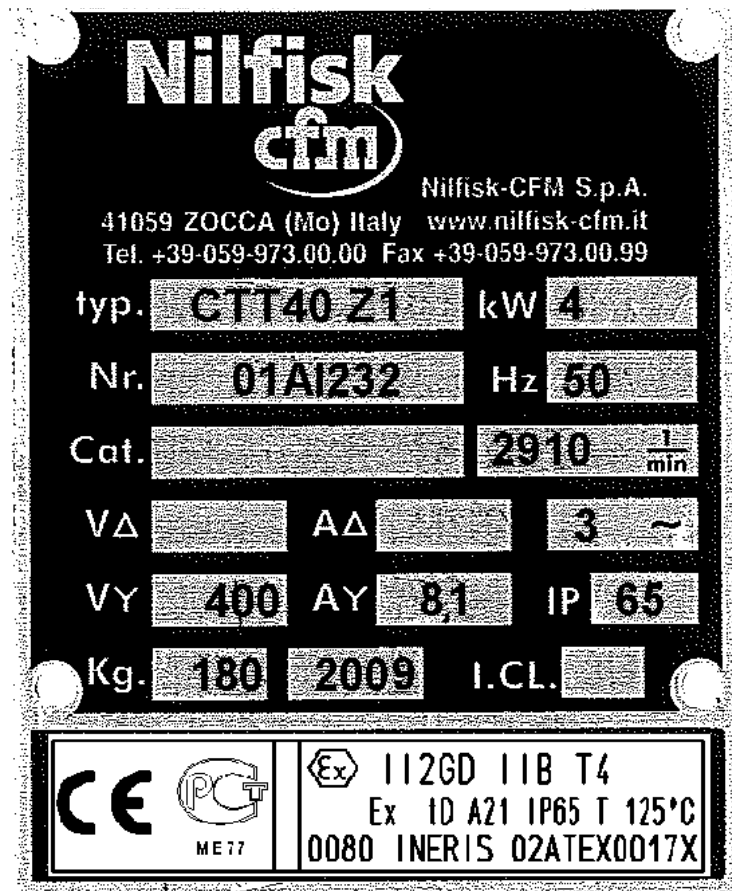 Nilfisk
cfm
Nilfisk-CFM S.p.A.
41059 ZOCCA (Mo) Italy www.nilfisk-cfm.it
Tel. +39-059-973.00.00 Fax +39-059-973.00.99
typ. CTT40 Z1 kW 4
Nr. 01AI232 Hz 50
Cat. 2910 1/min
VΔ AΔ 3 ~
VY 400 AY 8,1 IP 65
Kg. 180 2009 I.CL.
CE PCT Ex II2GD IIB T4
Ex tD A21 IP65 T 125°C
ME77 0080 INERIS 02ATEX0017X